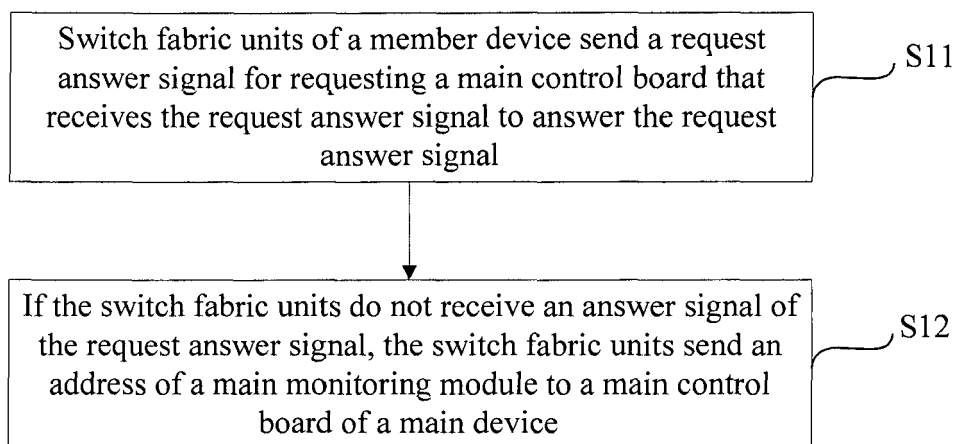 Switch fabric units of a member device send a request
answer signal for requesting a main control board that
receives the request answer signal to answer the request
answer signal
S11
If the switch fabric units do not receive an answer signal of
the request answer signal, the switch fabric units send an
address of a main monitoring module to a main control
board of a main device
S12